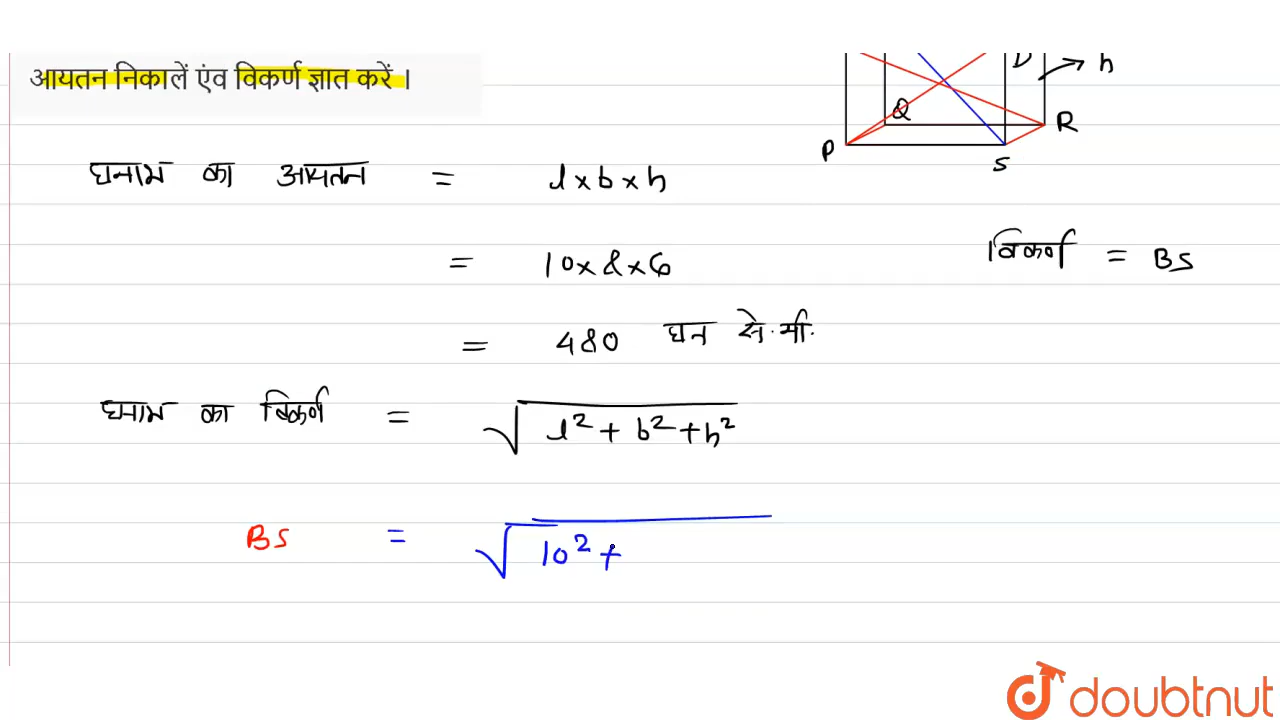 आयतन निकालें एंव विकर्ण ज्ञात करें ।
D → h
Q
R
P
S
घनाभ का आयतन = l × b × h
= 10 × 8 × 6
विकर्ण = BS
= 480 घन से.मी.
घनाभ का विकर्ण = √l² + b² + h²
BS = √10² +
doubtnut